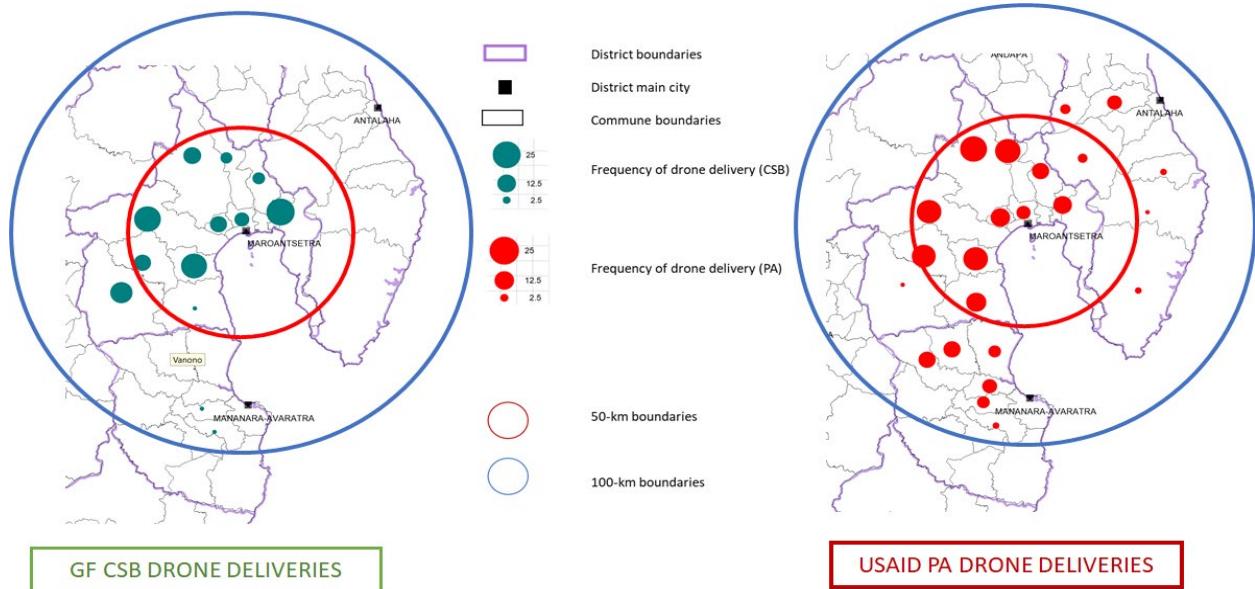 ANTALAHA
MAROANTSETRA
Vanono
MANANARA-AVARATRA
GF CSB DRONE DELIVERIES
District boundaries
District main city
Commune boundaries
25
12.5
2.5
Frequency of drone delivery (CSB)
25
12.5
2.5
Frequency of drone delivery (PA)
50-km boundaries
100-km boundaries
ANDAPA
ANTALAHA
MAROANTSETRA
MANANARA-AVARATRA
USAID PA DRONE DELIVERIES